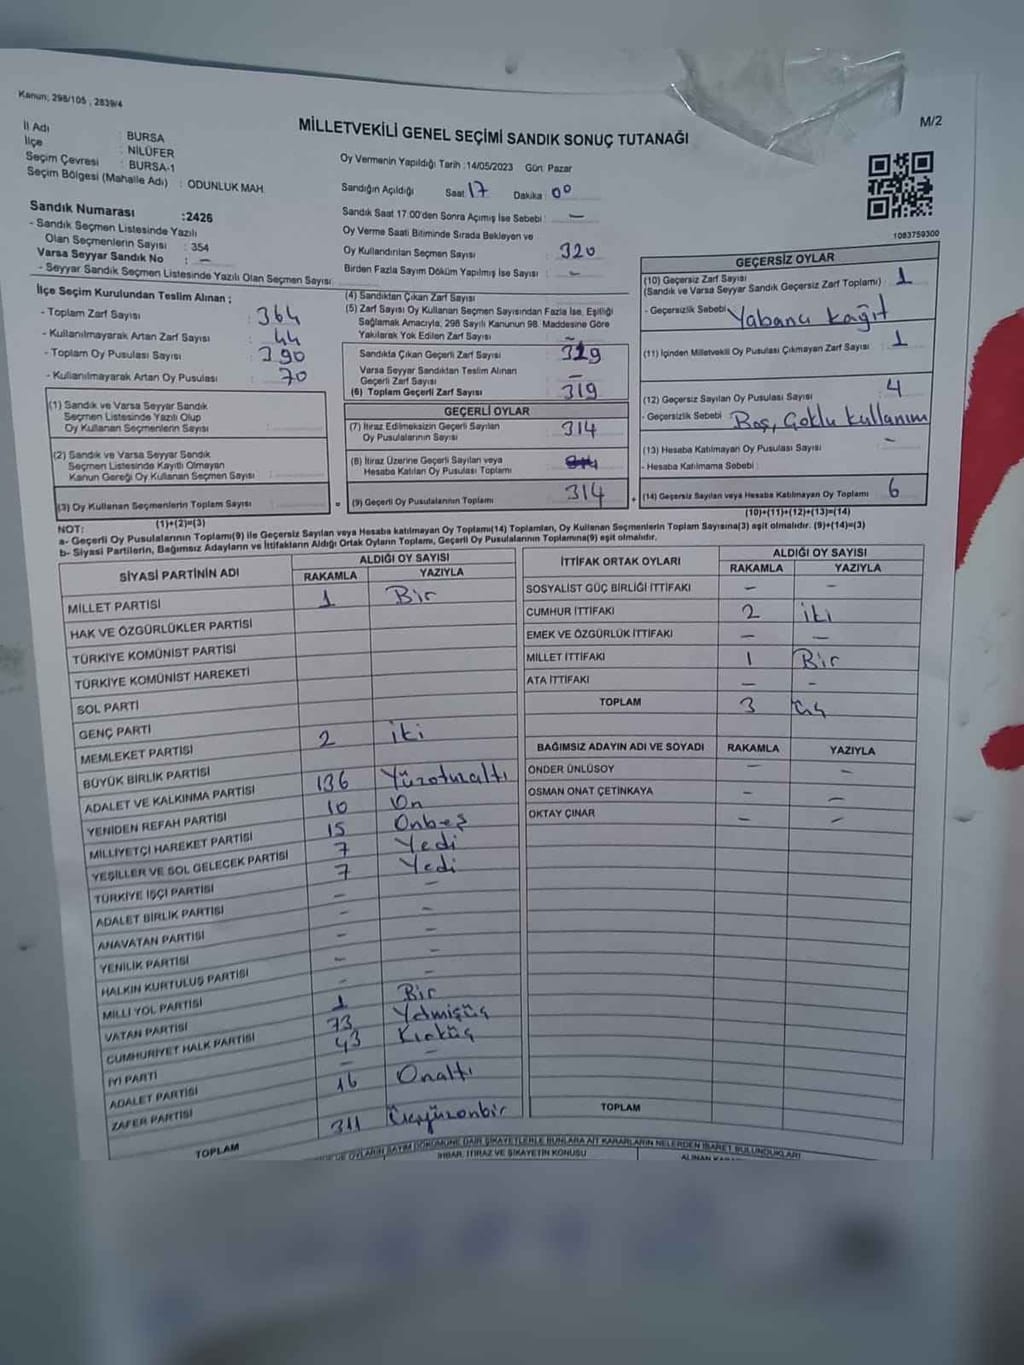 Kanun; 298/105 , 2839/4
M/2
MİLLETVEKİLİ GENEL SEÇİMİ SANDIK SONUÇ TUTANAĞI
İl Adı : BURSA
İlçe : NİLÜFER
Seçim Çevresi : BURSA-1
Seçim Bölgesi (Mahalle Adı) : ODUNLUK MAH.
Sandık Numarası :2426
- Sandık Seçmen Listesinde Yazılı
Olan Seçmenlerin Sayısı : 354
Varsa Seyyar Sandık No : -
- Seyyar Sandık Seçmen Listesinde Yazılı Olan Seçmen Sayısı:
Oy Vermenin Yapıldığı Tarih :14/05/2023 Gün: Pazar
Sandığın Açıldığı Saat 17 Dakika : 00
Sandık Saat 17:00'den Sonra Açımış İse Sebebi : -
Oy Verme Saati Bitiminde Sırada Bekleyen ve
Oy Kullandırılan Seçmen Sayısı : 320
Birden Fazla Sayım Döküm Yapılmış İse Sayısı : -
1083759300
İlçe Seçim Kurulundan Teslim Alınan ;
- Toplam Zarf Sayısı : 364
- Kullanılmayarak Artan Zarf Sayısı : 44
- Toplam Oy Pusulası Sayısı : 390
- Kullanılmayarak Artan Oy Pusulası : 70
(1) Sandık ve Varsa Seyyar Sandık
Seçmen Listesinde Yazılı Olup
Oy Kullanan Seçmenlerin Sayısı :
(2) Sandık ve Varsa Seyyar Sandık
Seçmen Listesinde Kayıtlı Olmayan
Kanun Gereği Oy Kullanan Seçmen Sayısı :
(3) Oy Kullanan Seçmenlerin Toplam Sayısı
(1)+(2)=(3)
(4) Sandıktan Çıkan Zarf Sayısı :
(5) Zarf Sayısı Oy Kullanan Seçmen Sayısından Fazla İse, Eşitliği
Sağlamak Amacıyla; 298 Sayılı Kanunun 98. Maddesine Göre
Yakılarak Yok Edilen Zarf Sayısı : -
Sandıkta Çıkan Geçerli Zarf Sayısı : 319
Varsa Seyyar Sandıktan Teslim Alınan
Geçerli Zarf Sayısı : -
(6) Toplam Geçerli Zarf Sayısı : 319
GEÇERLİ OYLAR
(7) İtiraz Edilmeksizin Geçerli Sayılan
Oy Pusulalarının Sayısı : 314
(8) İtiraz Üzerine Geçerli Sayılan veya
Hesaba Katılan Oy Pusulası Toplamı :
= (9) Geçerli Oy Pusulalarının Toplamı : 314
GEÇERSİZ OYLAR
(10) Geçersiz Zarf Sayısı
(Sandık ve Varsa Seyyar Sandık Geçersiz Zarf Toplamı) : 1
- Geçersizlik Sebebi : Yabancı kağıt
(11) İçinden Milletvekili Oy Pusulası Çıkmayan Zarf Sayısı : 1
(12) Geçersiz Sayılan Oy Pusulası Sayısı : 4
- Geçersizlik Sebebi : Boş, Çoklu kullanım
(13) Hesaba Katılmayan Oy Pusulası Sayısı : -
- Hesaba Katılmama Sebebi :
+ (14) Geçersiz Sayılan veya Hesaba Katılmayan Oy Toplamı : 6
(10)+(11)+(12)+(13)=(14)
NOT:
a- Geçerli Oy Pusulalarının Toplamı(9) ile Geçersiz Sayılan veya Hesaba katılmayan Oy Toplamı(14) Toplamları, Oy Kullanan Seçmenlerin Toplam Sayısına(3) eşit olmalıdır. (9)+(14)=(3)
b- Siyasi Partilerin, Bağımsız Adayların ve İttifakların Aldığı Ortak Oyların Toplamı, Geçerli Oy Pusulalarının Toplamına(9) eşit olmalıdır.
SİYASİ PARTİNİN ADI ALDIĞI OY SAYISI
RAKAMLA YAZIYLA
MİLLET PARTİSİ 1 Bir
HAK VE ÖZGÜRLÜKLER PARTİSİ
TÜRKİYE KOMÜNİST PARTİSİ
TÜRKİYE KOMÜNİST HAREKETİ
SOL PARTİ
GENÇ PARTİ
MEMLEKET PARTİSİ 2 İki
BÜYÜK BİRLİK PARTİSİ
ADALET VE KALKINMA PARTİSİ 136 Yüzotuzaltı
YENİDEN REFAH PARTİSİ 10 On
MİLLİYETÇİ HAREKET PARTİSİ 15 Onbeş
YEŞİLLER VE SOL GELECEK PARTİSİ 7 Yedi
TÜRKİYE İŞÇİ PARTİSİ 7 Yedi
ADALET BİRLİK PARTİSİ - -
ANAVATAN PARTİSİ - -
YENİLİK PARTİSİ - -
HALKIN KURTULUŞ PARTİSİ - -
MİLLİ YOL PARTİSİ - -
VATAN PARTİSİ 1 Bir
CUMHURİYET HALK PARTİSİ 73 Yetmişüç
İYİ PARTİ 43 Kırküç
ADALET PARTİSİ - -
ZAFER PARTİSİ 16 Onaltı
TOPLAM 311 Üçyüzonbir
İTTİFAK ORTAK OYLARI ALDIĞI OY SAYISI
RAKAMLA YAZIYLA
SOSYALİST GÜÇ BİRLİĞİ İTTİFAKI - -
CUMHUR İTTİFAKI 2 iki
EMEK VE ÖZGÜRLÜK İTTİFAKI - -
MİLLET İTTİFAKI 1 Bir
ATA İTTİFAKI - -
TOPLAM 3 üç
BAĞIMSIZ ADAYIN ADI VE SOYADI RAKAMLA YAZIYLA
ÖNDER ÜNLÜSOY - -
OSMAN ONAT ÇETİNKAYA - -
OKTAY ÇINAR - -
TOPLAM
OYLARIN SAYIM DÖKÜMÜNE DAİR ŞİKAYETLERLE BUNLARA AİT KARARLARIN NELERDEN İBARET BULUNDUKLARI
İHBAR, İTİRAZ VE ŞİKAYETİN KONUSU